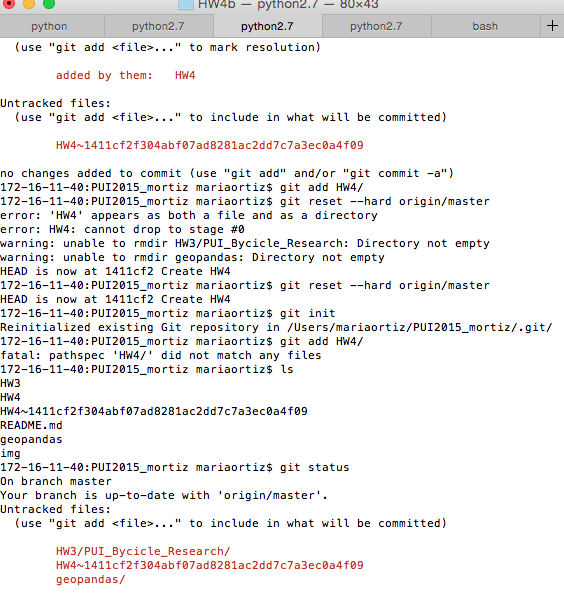 HW4b — python2.7 — 80×43
python python2.7 python2.7 python2.7 bash +
(use "git add <file>..." to mark resolution)
added by them: HW4
Untracked files:
(use "git add <file>..." to include in what will be committed)
HW4~1411cf2f304abf07ad8281ac2dd7c7a3ec0a4f09
no changes added to commit (use "git add" and/or "git commit -a")
172-16-11-40:PUI2015_mortiz mariaortiz$ git add HW4/
172-16-11-40:PUI2015_mortiz mariaortiz$ git reset --hard origin/master
error: 'HW4' appears as both a file and as a directory
error: HW4: cannot drop to stage #0
warning: unable to rmdir HW3/PUI_Bycicle_Research: Directory not empty
warning: unable to rmdir geopandas: Directory not empty
HEAD is now at 1411cf2 Create HW4
172-16-11-40:PUI2015_mortiz mariaortiz$ git reset --hard origin/master
HEAD is now at 1411cf2 Create HW4
172-16-11-40:PUI2015_mortiz mariaortiz$ git init
Reinitialized existing Git repository in /Users/mariaortiz/PUI2015_mortiz/.git/
172-16-11-40:PUI2015_mortiz mariaortiz$ git add HW4/
fatal: pathspec 'HW4/' did not match any files
172-16-11-40:PUI2015_mortiz mariaortiz$ ls
HW3
HW4
HW4~1411cf2f304abf07ad8281ac2dd7c7a3ec0a4f09
README.md
geopandas
img
172-16-11-40:PUI2015_mortiz mariaortiz$ git status
On branch master
Your branch is up-to-date with 'origin/master'.
Untracked files:
(use "git add <file>..." to include in what will be committed)
HW3/PUI_Bycicle_Research/
HW4~1411cf2f304abf07ad8281ac2dd7c7a3ec0a4f09
geopandas/